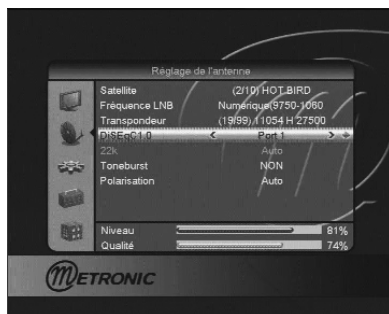 Réglage de l'antenne
Satellite (2/10) HOT BIRD
Fréquence LNB Numérique(9750-1060
Transpondeur (19/99) 11054 H 27500
DiSEqC1.0 < Port 1 >
22k Auto
Toneburst NON
Polarisation Auto
Niveau 81%
Qualité 74%
METRONIC